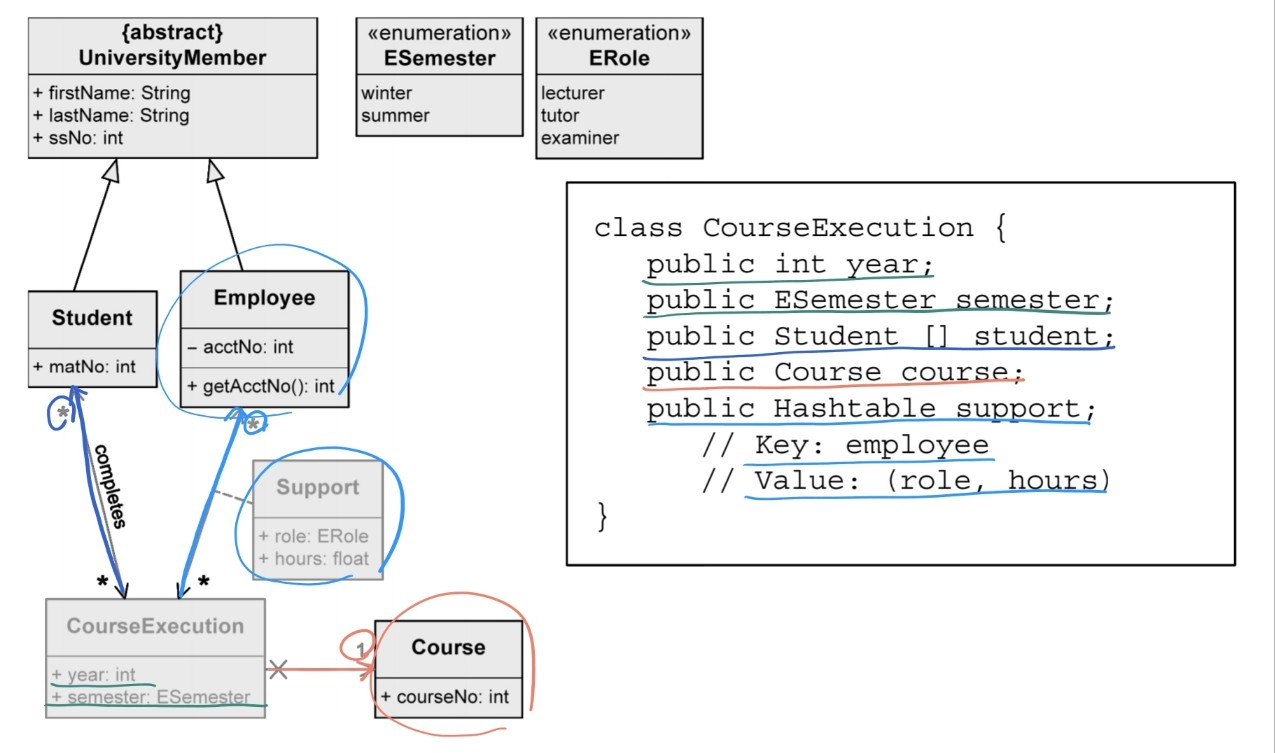 {abstract}
UniversityMember
+ firstName: String
+ lastName: String
+ ssNo: int
«enumeration»
ESemester
winter
summer
«enumeration»
ERole
lecturer
tutor
examiner
Student
+ matNo: int
Employee
– acctNo: int
+ getAcctNo(): int
*
*
completes
Support
+ role: ERole
+ hours: float
*
*
CourseExecution
+ year: int
+ semester: ESemester
1
Course
+ courseNo: int
class CourseExecution {
public int year;
public ESemester semester;
public Student [] student;
public Course course;
public Hashtable support;
// Key: employee
// Value: (role, hours)
}